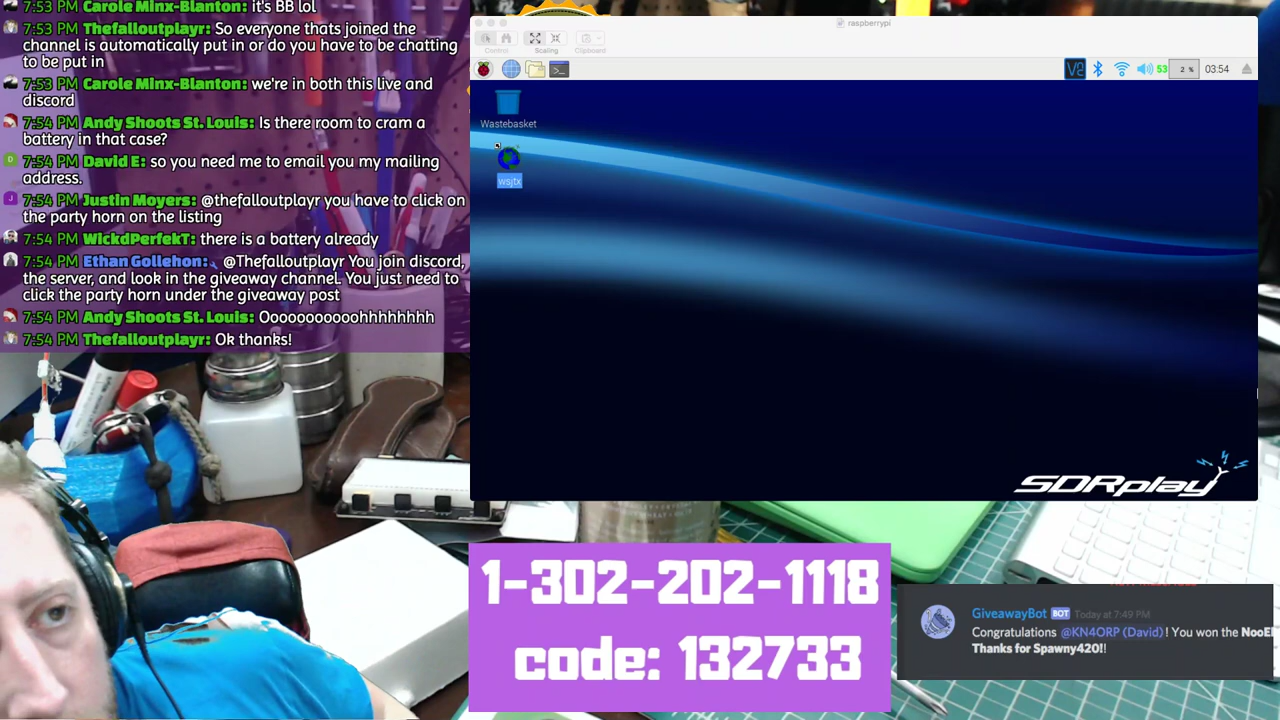 7:53 PM Carole Minx-Blanton: it's BB lol
7:53 PM Thefalloutplayr: So everyone thats joined the
channel is automatically put in or do you have to be chatting
to be put in
7:53 PM Carole Minx-Blanton: we're in both this live and
discord
7:54 PM Andy Shoots St. Louis: Is there room to cram a
battery in that case?
7:54 PM David E: so you need me to email you my mailing
address.
7:54 PM Justin Moyers: @thefalloutplayr you have to click on
the party horn on the listing
7:54 PM WickdPerfekT: there is a battery already
7:54 PM Ethan Gollehon: @Thefalloutplayr You join discord,
the server, and look in the giveaway channel. You just need to
click the party horn under the giveaway post
7:54 PM Andy Shoots St. Louis: Ooooooooooohhhhhhhh
7:54 PM Thefalloutplayr: Ok thanks!
raspberrypi
Control
Scaling
Clipboard
53
2 %
03:54
Wastebasket
wsjtx
SDRplay
1-302-202-1118
code: 132733
GiveawayBot BOT Today at 7:49 PM
Congratulations @KN4ORP (David)! You won the NooE
Thanks for Spawny420!!